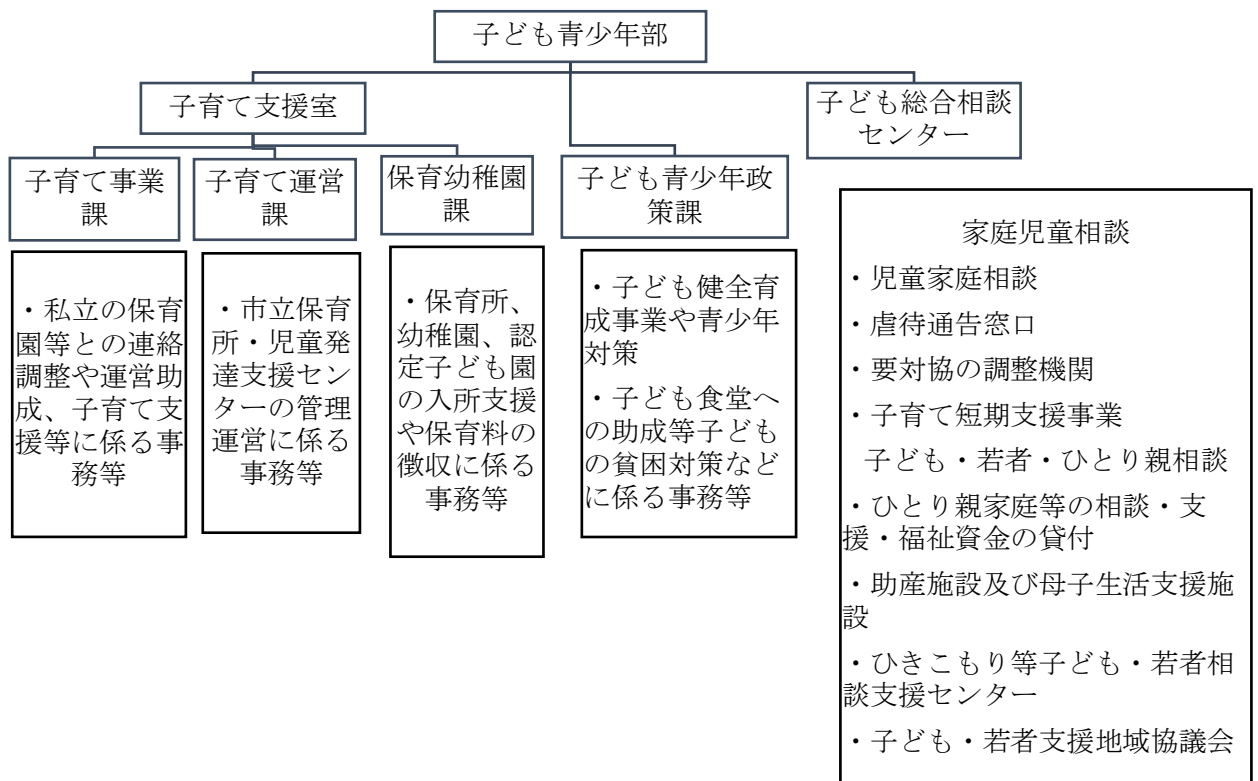 子ども青少年部
子育て支援室
子ども総合相談
センター
子育て事業
課
子育て運営
課
保育幼稚園
課
子ども青少年政
策課
・私立の保育
園等との連絡
調整や運営助
成、子育て支
援等に係る事
務等
・市立保育
所・児童発
達支援セン
ターの管理
運営に係る
事務等
・保育所、
幼稚園、認
定子ども園
の入所支援
や保育料の
徴収に係る
事務等
・子ども健全育
成事業や青少年
対策
・子ども食堂へ
の助成等子ども
の貧困対策など
に係る事務等
家庭児童相談
・児童家庭相談
・虐待通告窓口
・要対協の調整機関
・子育て短期支援事業
子ども・若者・ひとり親相談
・ひとり親家庭等の相談・支
援・福祉資金の貸付
・助産施設及び母子生活支援施
設
・ひきこもり等子ども・若者相
談支援センター
・子ども・若者支援地域協議会